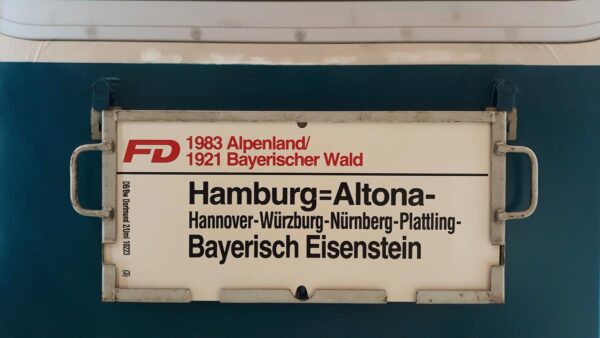 FD 1983 Alpenland/
1921 Bayerischer Wald
Hamburg=Altona-
Hannover-Würzburg-Nürnberg-Plattling-
Bayerisch Eisenstein